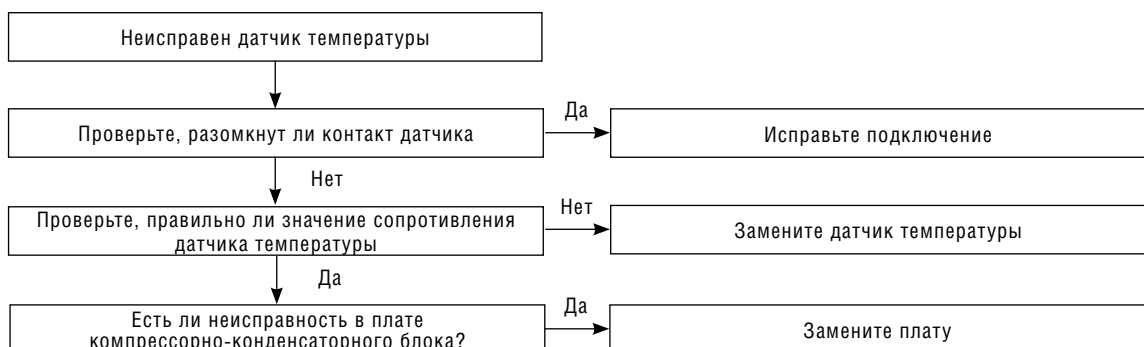 Неисправен датчик температуры
Да
Проверьте, разомкнут ли контакт датчика
Исправьте подключение
Нет
Проверьте, правильно ли значение сопротивления
датчика температуры
Нет
Замените датчик температуры
Да
Есть ли неисправность в плате
компрессорно-конденсаторного блока?
Да
Замените плату